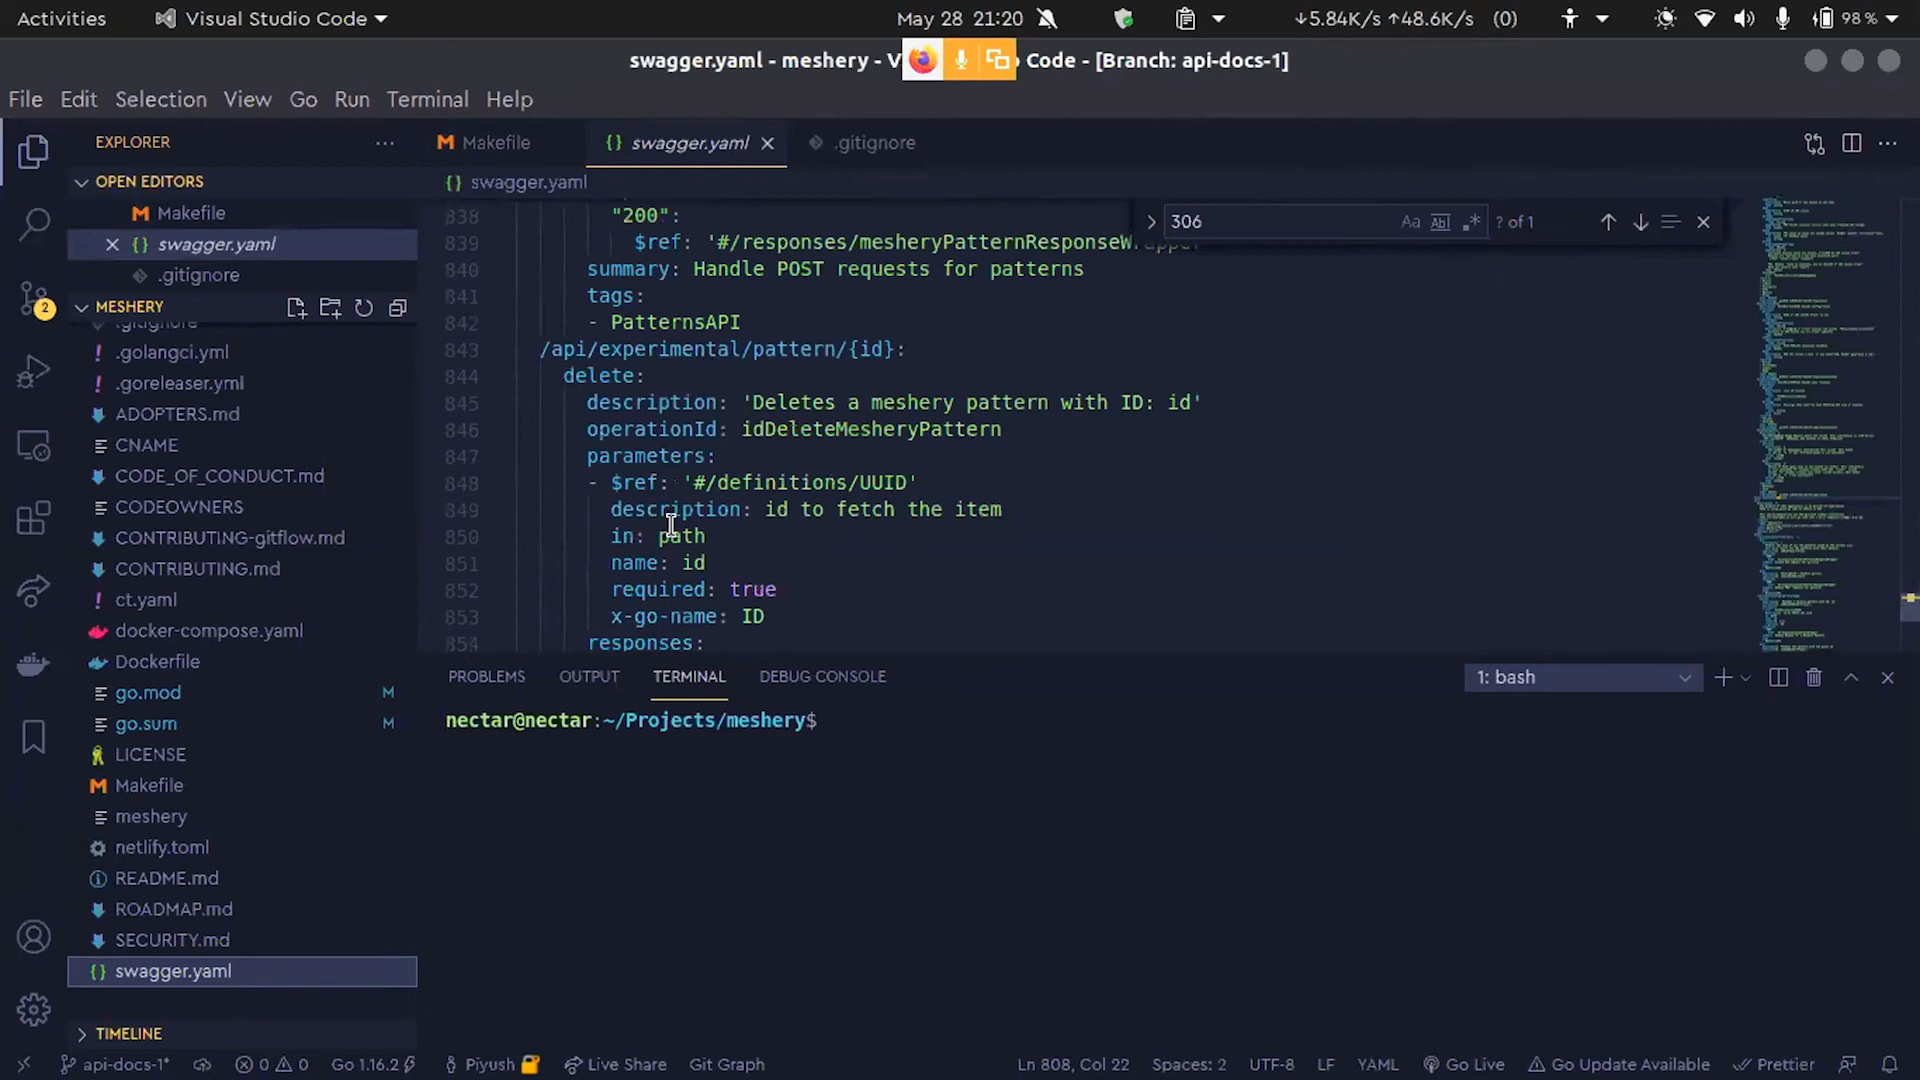 Activities
Visual Studio Code
May 28 21:20
↓5.84K/s ↑48.6K/s (0)
98 %
swagger.yaml - meshery - V
Code - [Branch: api-docs-1]
File Edit Selection View Go Run Terminal Help
EXPLORER
OPEN EDITORS
Makefile
swagger.yaml
.gitignore
MESHERY
.gitignore
.golangci.yml
.goreleaser.yml
ADOPTERS.md
CNAME
CODE_OF_CONDUCT.md
CODEOWNERS
CONTRIBUTING-gitflow.md
CONTRIBUTING.md
ct.yaml
docker-compose.yaml
Dockerfile
go.mod M
go.sum M
LICENSE
Makefile
meshery
netlify.toml
README.md
ROADMAP.md
SECURITY.md
swagger.yaml
TIMELINE
2
Makefile
swagger.yaml
.gitignore
swagger.yaml
306
Aa
Ab
? of 1
838 "200":
839 $ref: '#/responses/mesheryPatternResponseWrapper
840 summary: Handle POST requests for patterns
841 tags:
842 - PatternsAPI
843 /api/experimental/pattern/{id}:
844 delete:
845 description: 'Deletes a meshery pattern with ID: id'
846 operationId: idDeleteMesheryPattern
847 parameters:
848 - $ref: '#/definitions/UUID'
849 description: id to fetch the item
850 in: path
851 name: id
852 required: true
853 x-go-name: ID
854 responses:
PROBLEMS OUTPUT TERMINAL DEBUG CONSOLE
1: bash
nectar@nectar:~/Projects/meshery$
api-docs-1*
0 0
Go 1.16.2
Piyush
Live Share
Git Graph
Ln 808, Col 22
Spaces: 2
UTF-8
LF
YAML
Go Live
Go Update Available
Prettier